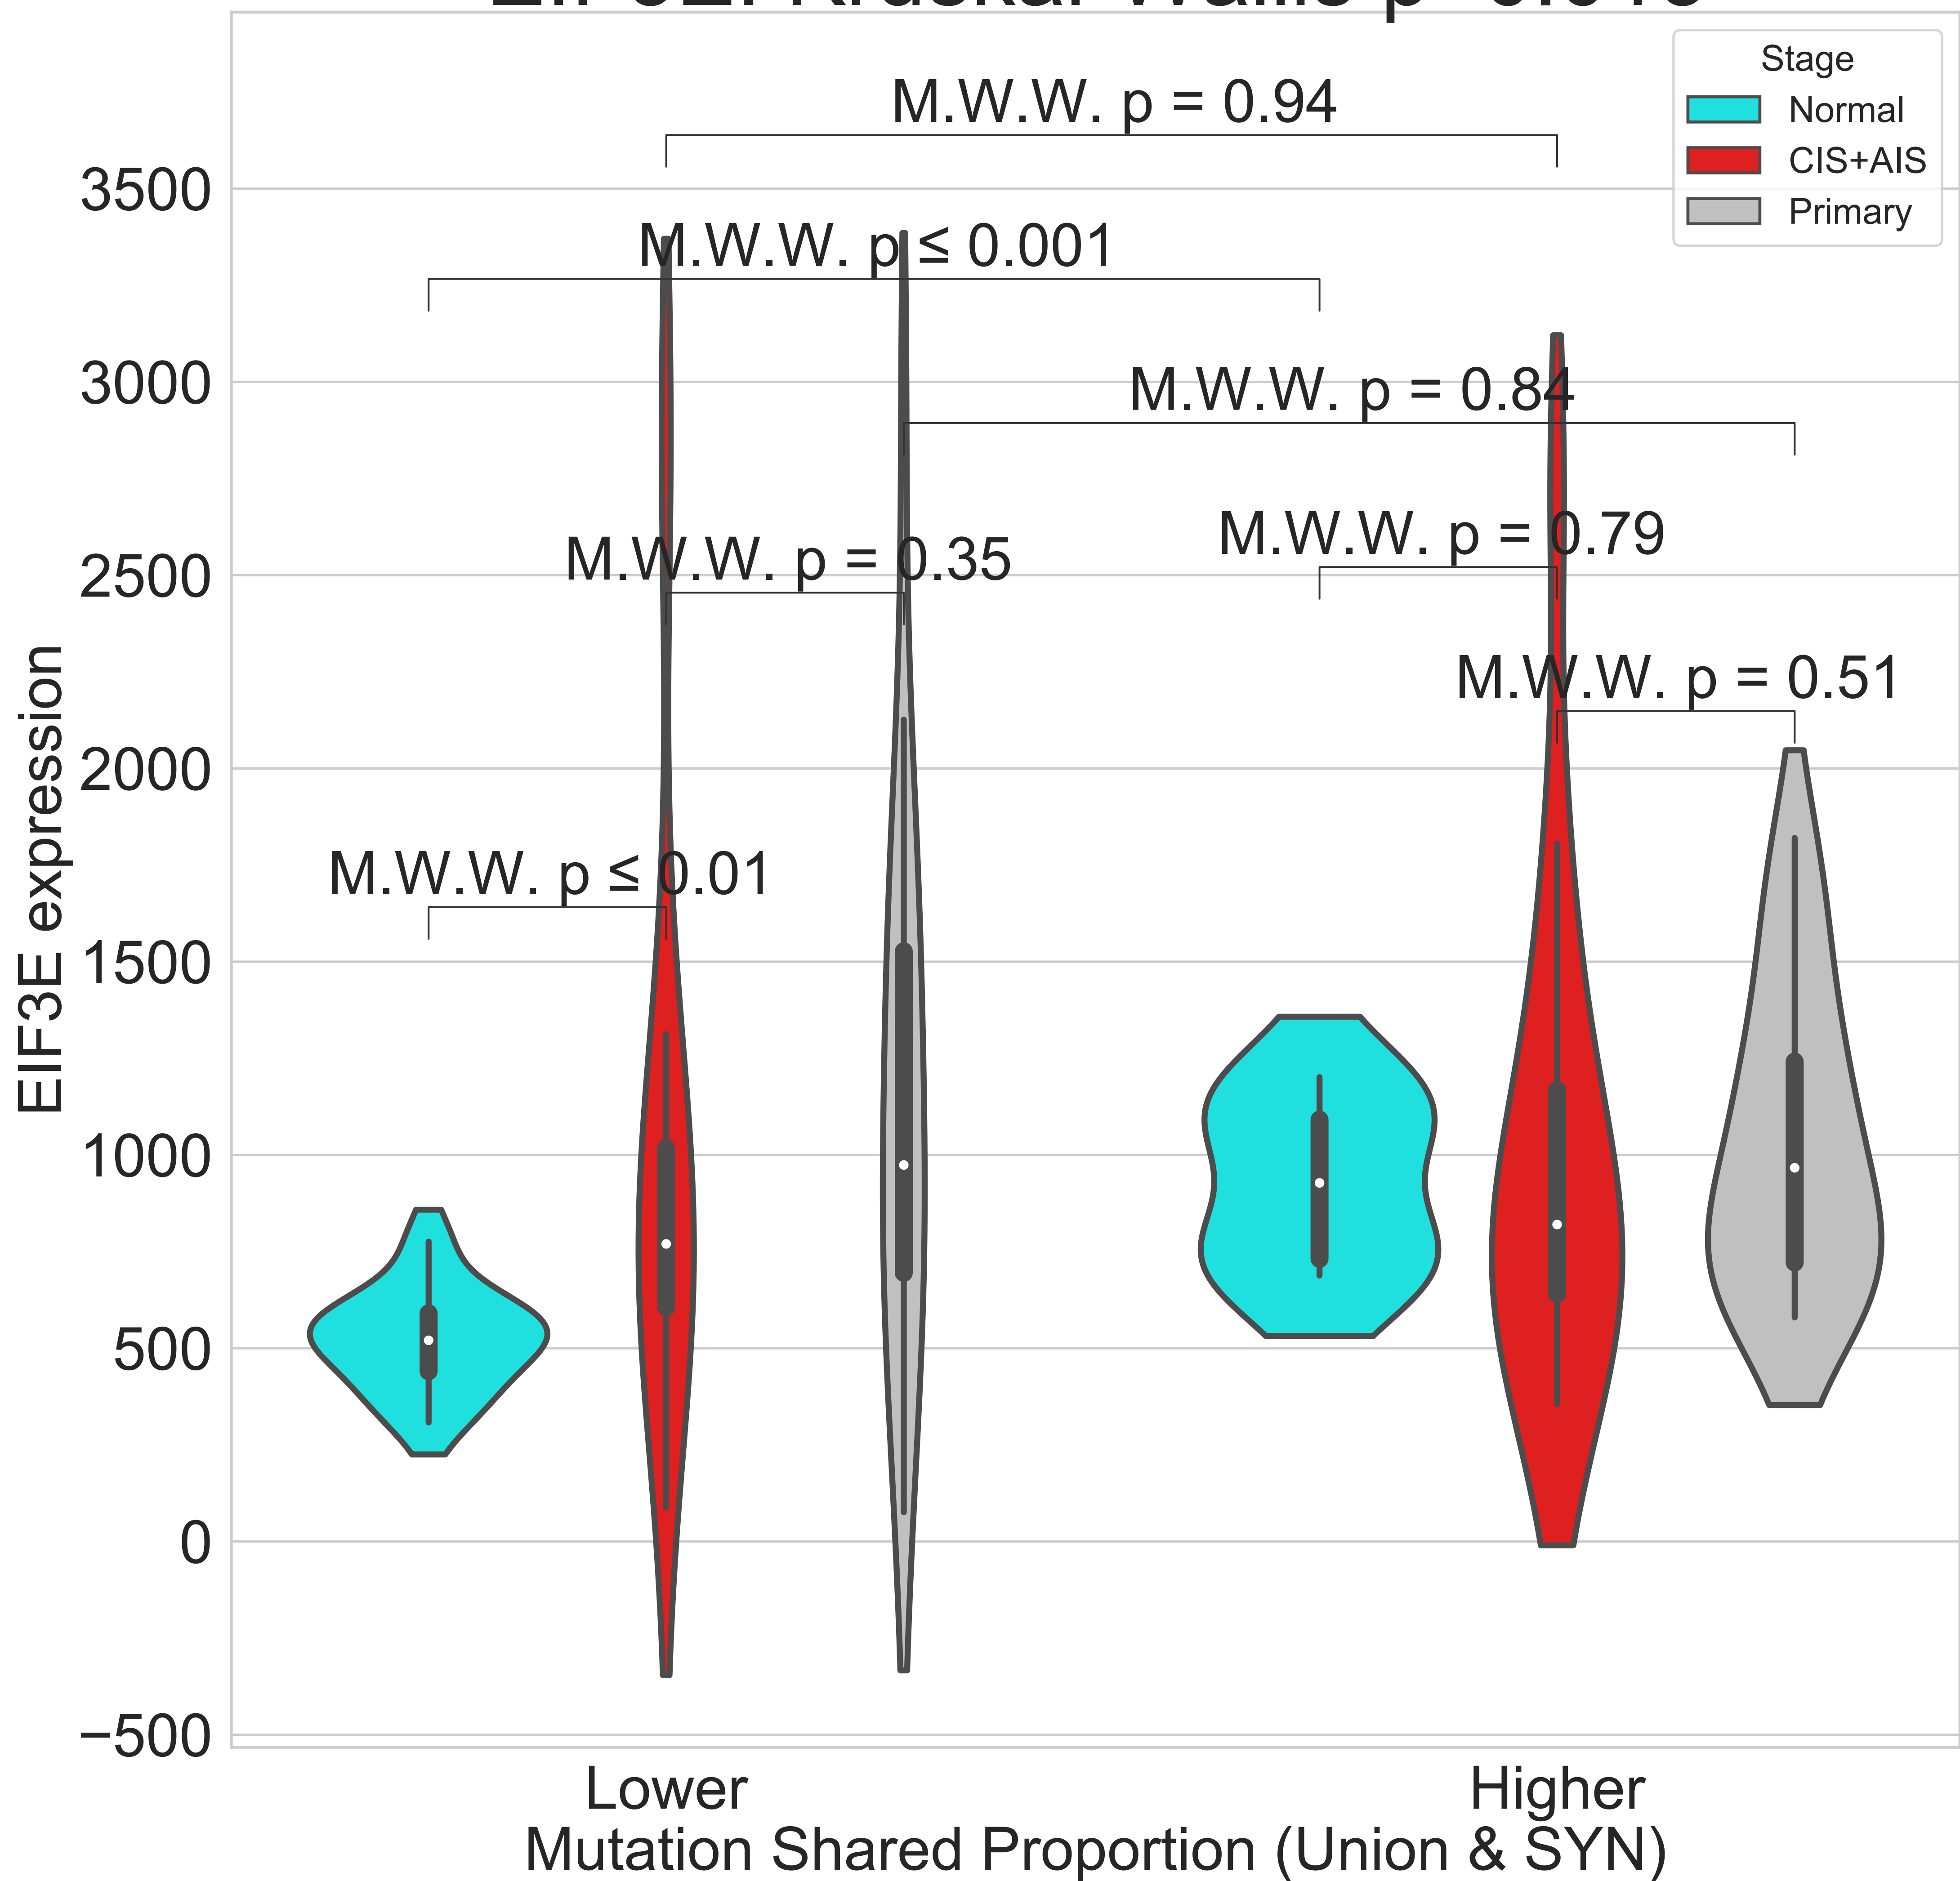 Stage
Normal
CIS+AIS
Primary
M.W.W. p = 0.94
M.W.W. p ≤ 0.001
M.W.W. p = 0.84
M.W.W. p = 0.79
M.W.W. p = 0.35
M.W.W. p = 0.51
M.W.W. p ≤ 0.01
EIF3E expression
3500
3000
2500
2000
1500
1000
500
0
−500
Lower
Higher
Mutation Shared Proportion (Union & SYN)